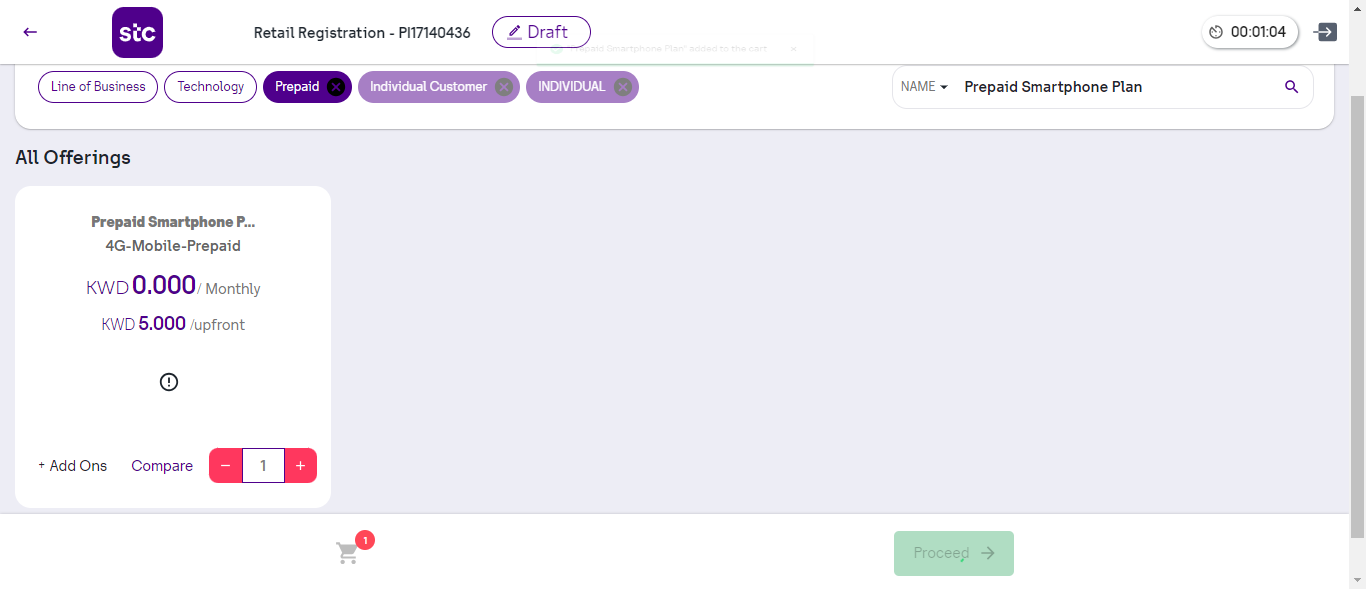 stc
Retail Registration - PI17140436
Draft
Prepaid Smartphone Plan" added to the cart
00:01:04
Line of Business
Technology
Prepaid
Individual Customer
INDIVIDUAL
NAME
Prepaid Smartphone Plan
All Offerings
Prepaid Smartphone P...
4G-Mobile-Prepaid
KWD 0.000/ Monthly
KWD 5.000 /upfront
+ Add Ons
Compare
− 1 +
1
Proceed